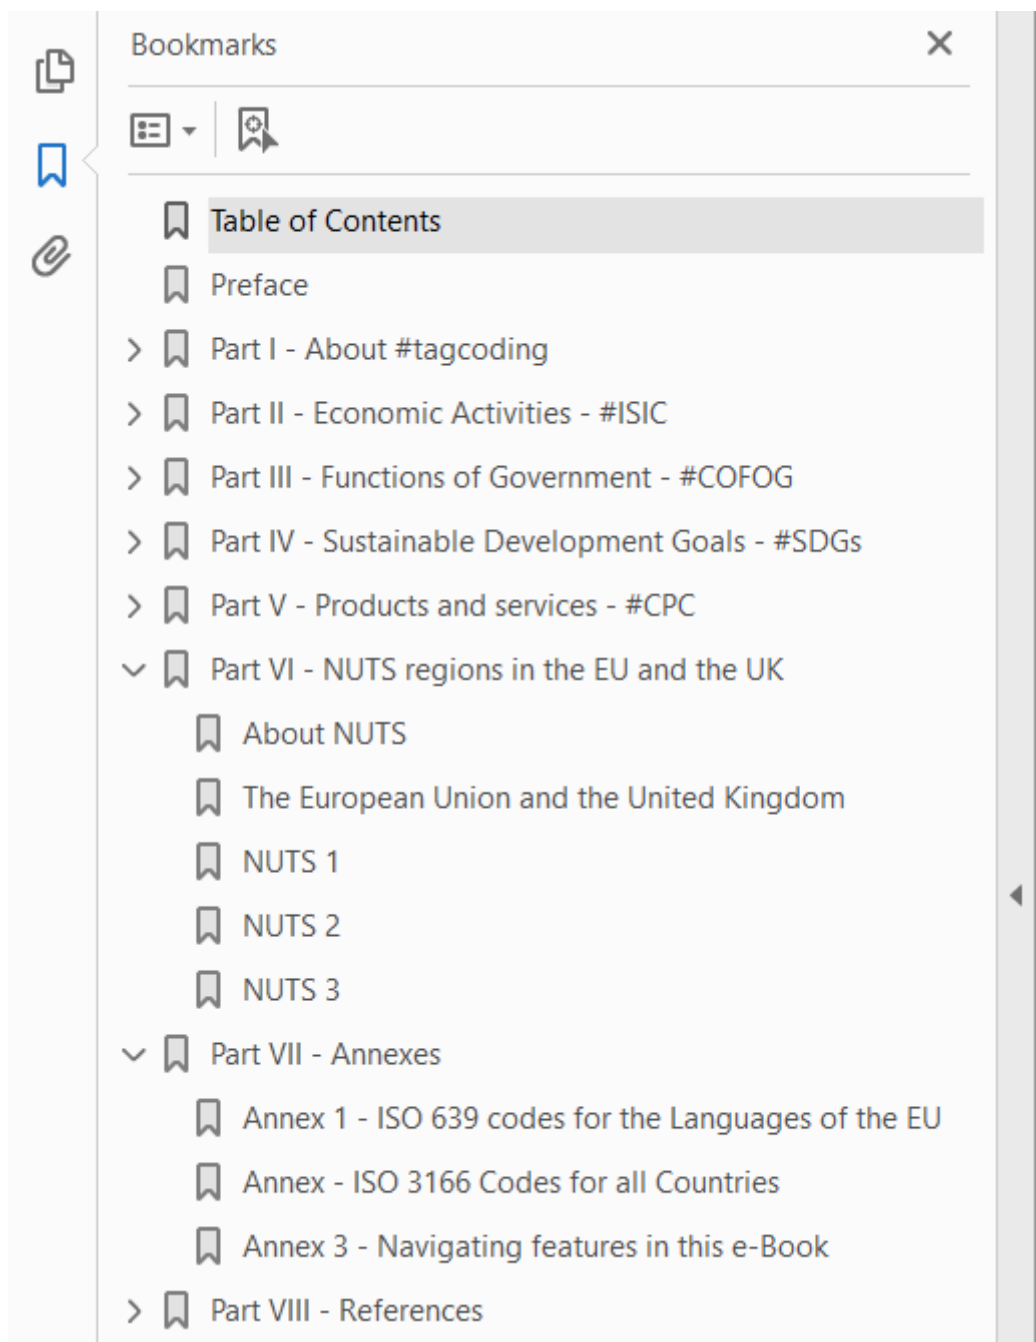 Bookmarks
Table of Contents
Preface
Part I - About #tagcoding
Part II - Economic Activities - #ISIC
Part III - Functions of Government - #COFOG
Part IV - Sustainable Development Goals - #SDGs
Part V - Products and services - #CPC
Part VI - NUTS regions in the EU and the UK
About NUTS
The European Union and the United Kingdom
NUTS 1
NUTS 2
NUTS 3
Part VII - Annexes
Annex 1 - ISO 639 codes for the Languages of the EU
Annex - ISO 3166 Codes for all Countries
Annex 3 - Navigating features in this e-Book
Part VIII - References